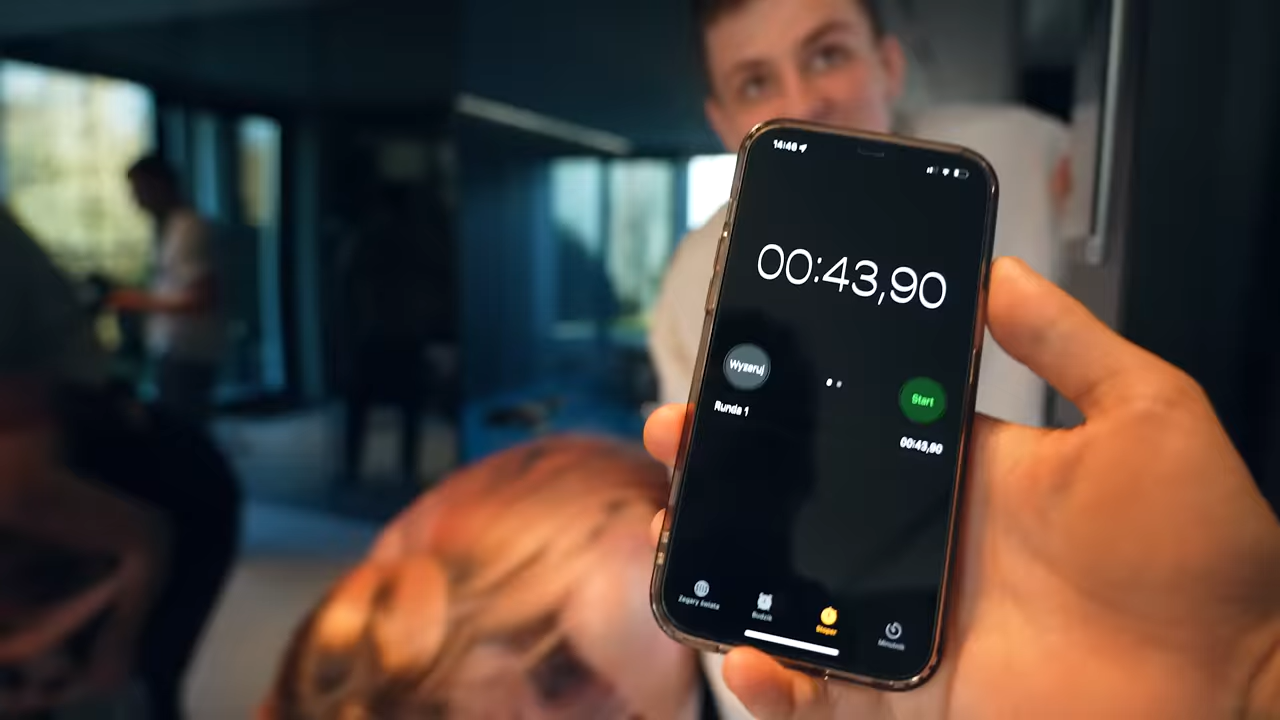 14:46
00:43,90
Wyzeruj
Start
Runda 1
00:43,90
Zegary świata
Budzik
Stoper
Minutnik